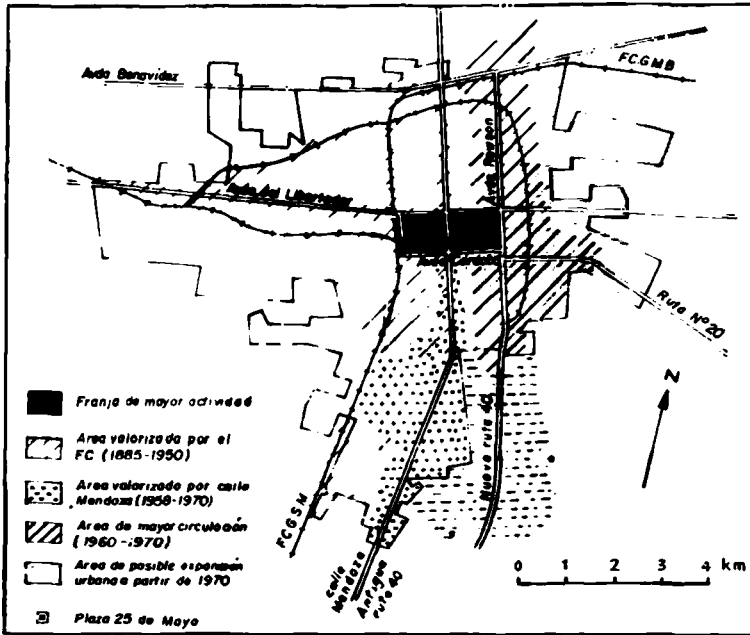 Avda Benavidez
F.C.G.M.B
Avda. del Libertador
Ruta Nº 20
Nueva ruta 40
F.C.G.S.M
calle
Mendoza
Antigua
ruta 40
N
Franja de mayor actividad
Area valorizada por el
FC (1885-1950)
Area valorizada por calle
Mendoza (1958-1970)
Area de mayor circulación
(1960-1970)
Area de posible expansión
urbana a partir de 1970
Plaza 25 de Mayo
0 1 2 3 4 km